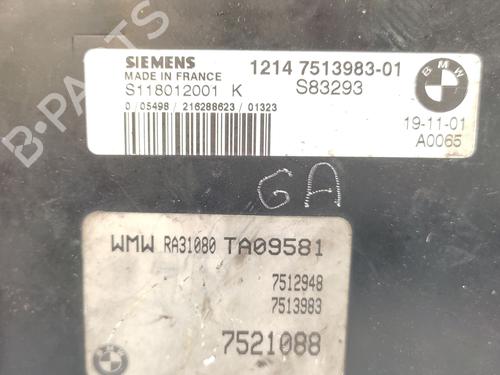 B-PARTS
SIEMENS
MADE IN FRANCE
S118012001 K
0 / 05498 / 216288623 / 01323
1214 7513983-01
S83293
BMW
19-11-01
A0065
GA
WMW RA31080 TA09581
7512948
7513983
7521088